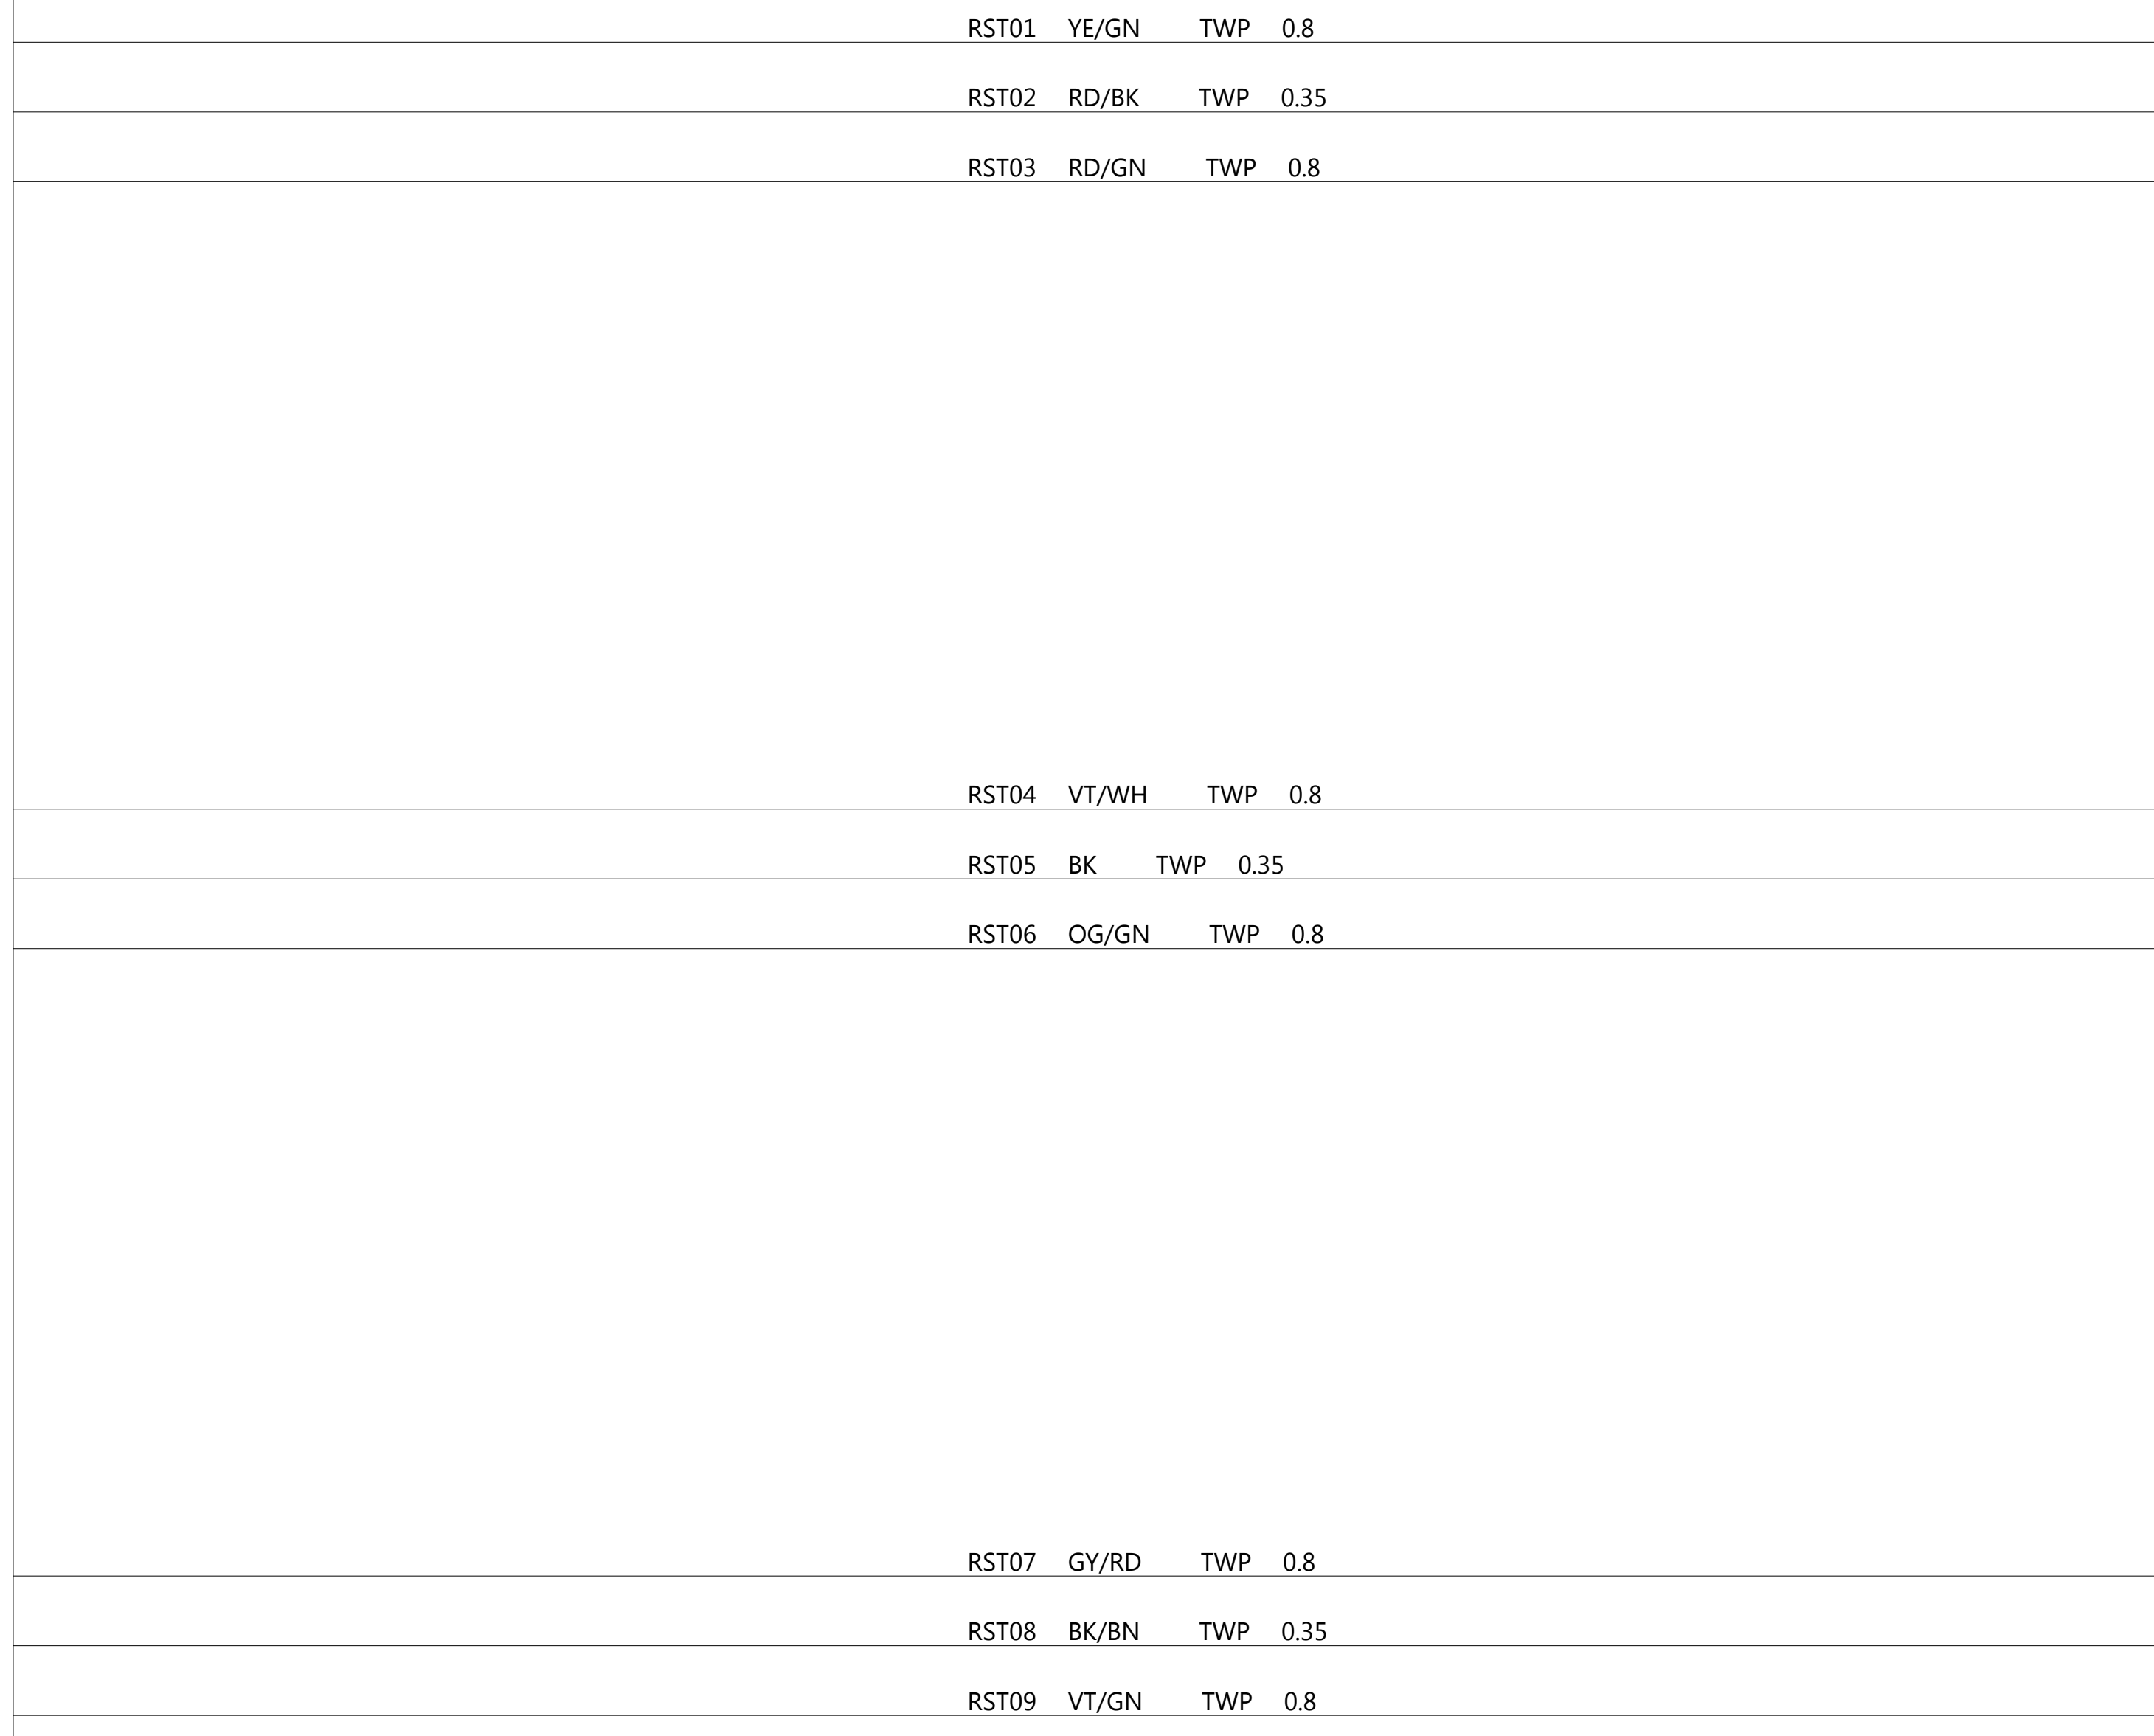 RST01 YE/GN TWP 0.8
RST02 RD/BK TWP 0.35
RST03 RD/GN TWP 0.8
RST04 VT/WH TWP 0.8
RST05 BK TWP 0.35
RST06 OG/GN TWP 0.8
RST07 GY/RD TWP 0.8
RST08 BK/BN TWP 0.35
RST09 VT/GN TWP 0.8